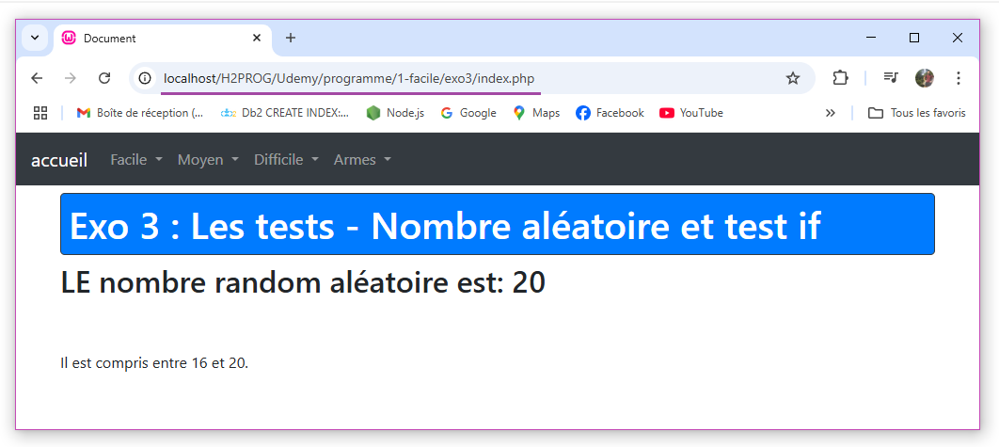 Document
localhost/H2PROG/Udemy/programme/1-facile/exo3/index.php
Boîte de réception (... Db2 CREATE INDEX:... Node.js Google Maps Facebook YouTube Tous les favoris
accueil Facile Moyen Difficile Armes
Exo 3 : Les tests - Nombre aléatoire et test if
LE nombre random aléatoire est: 20
Il est compris entre 16 et 20.